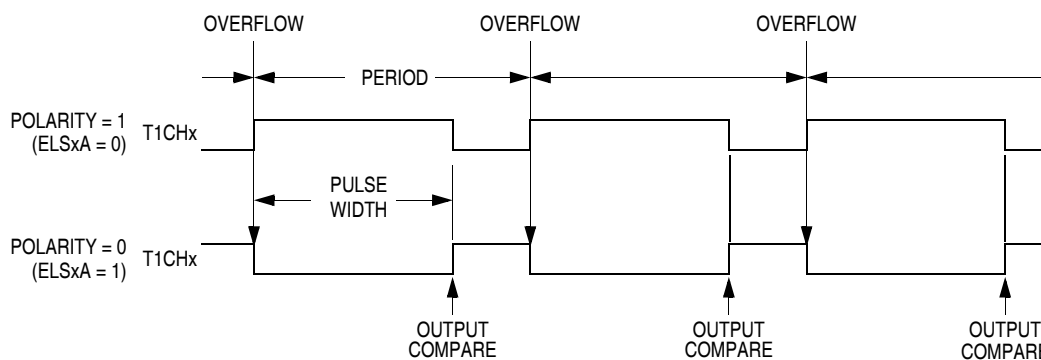 OVERFLOW OVERFLOW OVERFLOW
PERIOD
POLARITY = 1
(ELSxA = 0)
T1CHx
PULSE
WIDTH
POLARITY = 0
(ELSxA = 1)
T1CHx
OUTPUT
COMPARE
OUTPUT
COMPARE
OUTPUT
COMPARE